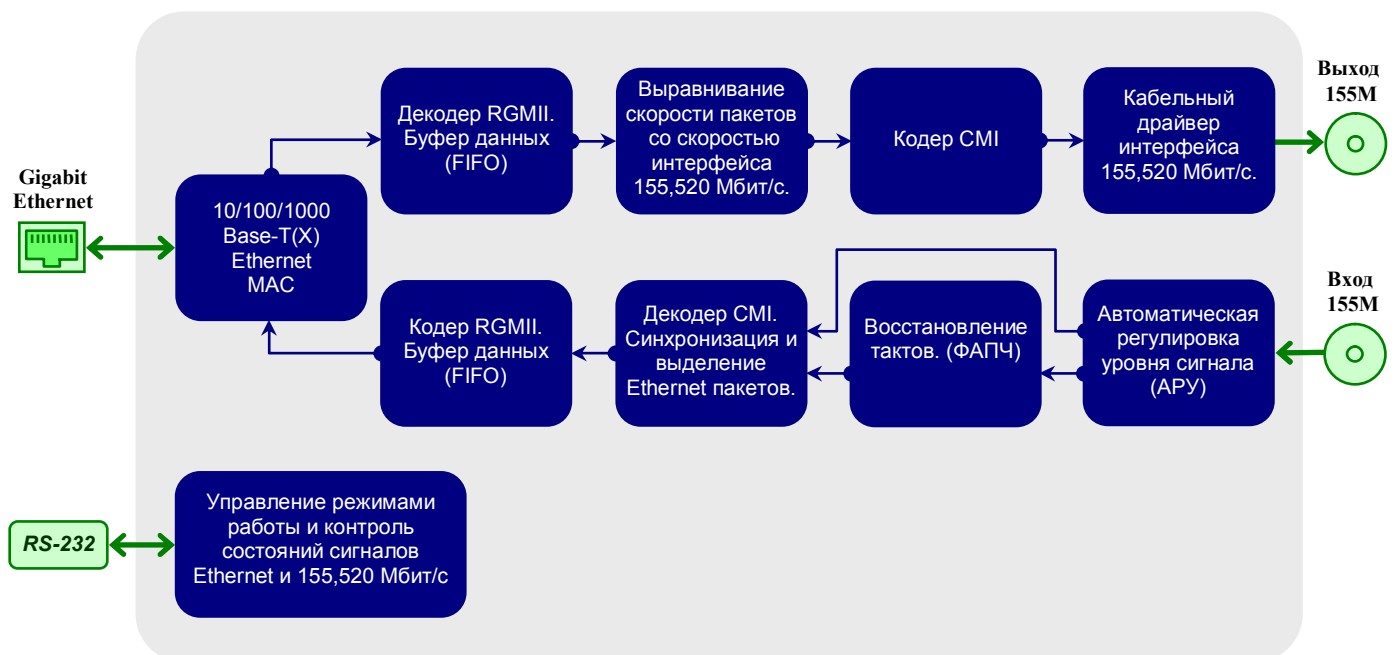 Gigabit
Ethernet
10/100/1000
Base-T(X)
Ethernet
MAC
Декодер RGMII.
Буфер данных
(FIFO)
Выравнивание
скорости пакетов
со скоростью
интерфейса
155,520 Мбит/с.
Кодер CMI
Кабельный
драйвер
интерфейса
155,520 Мбит/с.
Выход
155М
Кодер RGMII.
Буфер данных
(FIFO)
Декодер CMI.
Синхронизация и
выделение
Ethernet пакетов.
Восстановление
тактов. (ФАПЧ)
Автоматическая
регулировка
уровня сигнала
(АРУ)
Вход
155М
RS-232
Управление режимами
работы и контроль
состояний сигналов
Ethernet и 155,520 Мбит/с